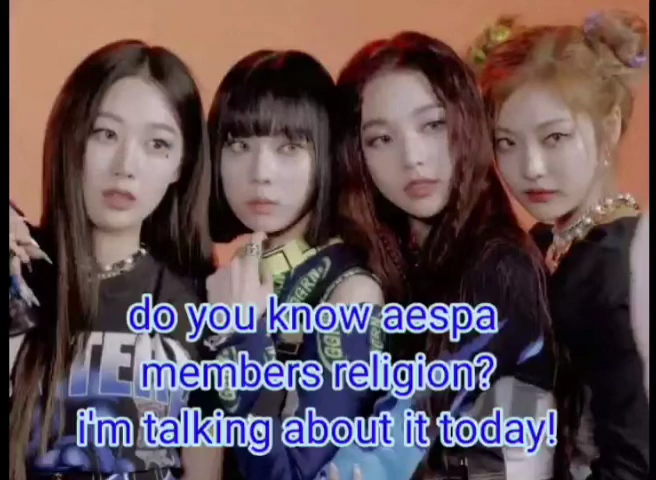 do you know aespa
members religion?
i'm talking about it today!